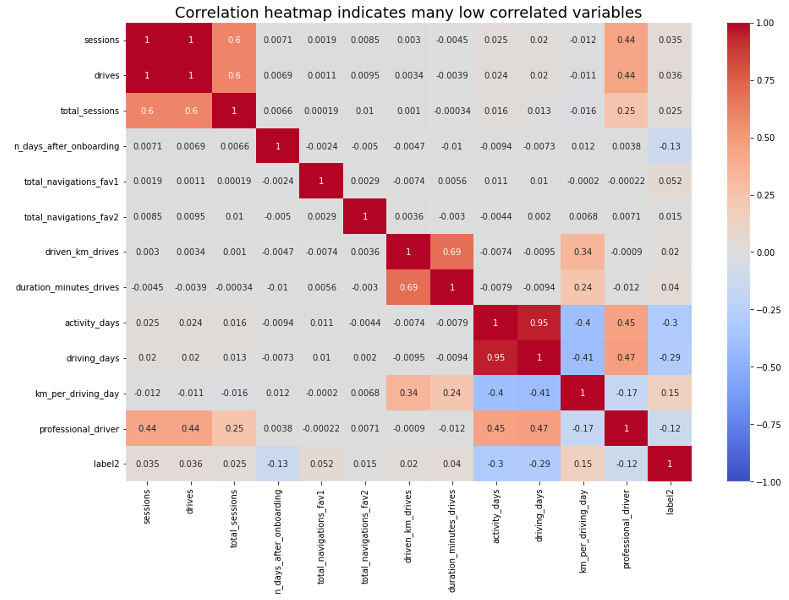 Correlation heatmap indicates many low correlated variables
sessions 1 1 0.6 0.0071 0.0019 0.0085 0.003 -0.0045 0.025 0.02 -0.012 0.44 0.035
drives 1 1 0.6 0.0069 0.0011 0.0095 0.0034 -0.0039 0.024 0.02 -0.011 0.44 0.036
total_sessions 0.6 0.6 1 0.0066 0.00019 0.01 0.001 -0.00034 0.016 0.013 -0.016 0.25 0.025
n_days_after_onboarding 0.0071 0.0069 0.0066 1 -0.0024 -0.005 -0.0047 -0.01 -0.0094 -0.0073 0.012 0.0038 -0.13
total_navigations_fav1 0.0019 0.0011 0.00019 -0.0024 1 0.0029 -0.0074 0.0056 0.011 0.01 -0.0002 -0.00022 0.052
total_navigations_fav2 0.0085 0.0095 0.01 -0.005 0.0029 1 0.0036 -0.003 -0.0044 0.002 0.0068 0.0071 0.015
driven_km_drives 0.003 0.0034 0.001 -0.0047 -0.0074 0.0036 1 0.69 -0.0074 -0.0095 0.34 -0.0009 0.02
duration_minutes_drives -0.0045 -0.0039 -0.00034 -0.01 0.0056 -0.003 0.69 1 -0.0079 -0.0094 0.24 -0.012 0.04
activity_days 0.025 0.024 0.016 -0.0094 0.011 -0.0044 -0.0074 -0.0079 1 0.95 -0.4 0.45 -0.3
driving_days 0.02 0.02 0.013 -0.0073 0.01 0.002 -0.0095 -0.0094 0.95 1 -0.41 0.47 -0.29
km_per_driving_day -0.012 -0.011 -0.016 0.012 -0.0002 0.0068 0.34 0.24 -0.4 -0.41 1 -0.17 0.15
professional_driver 0.44 0.44 0.25 0.0038 -0.00022 0.0071 -0.0009 -0.012 0.45 0.47 -0.17 1 -0.12
label2 0.035 0.036 0.025 -0.13 0.052 0.015 0.02 0.04 -0.3 -0.29 0.15 -0.12 1
sessions
drives
total_sessions
n_days_after_onboarding
total_navigations_fav1
total_navigations_fav2
driven_km_drives
duration_minutes_drives
activity_days
driving_days
km_per_driving_day
professional_driver
label2
1.00
0.75
0.50
0.25
0.00
−0.25
−0.50
−0.75
−1.00